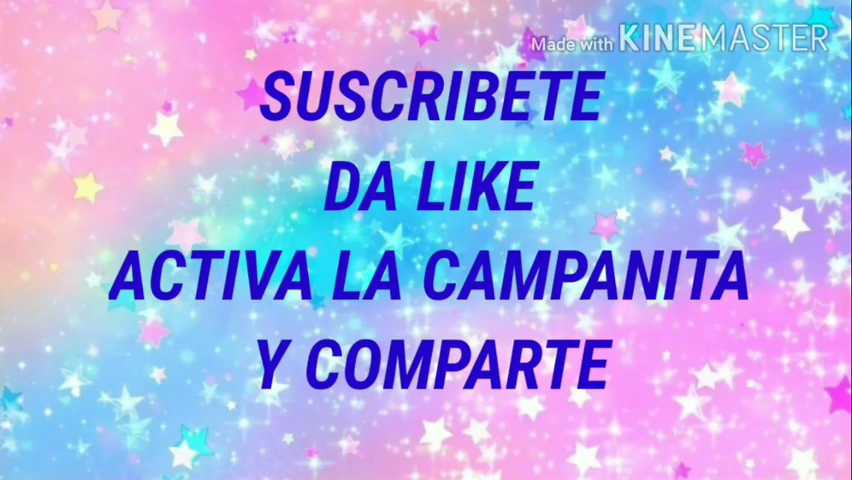 Made with KINEMASTER
SUSCRIBETE
DA LIKE
ACTIVA LA CAMPANITA
Y COMPARTE